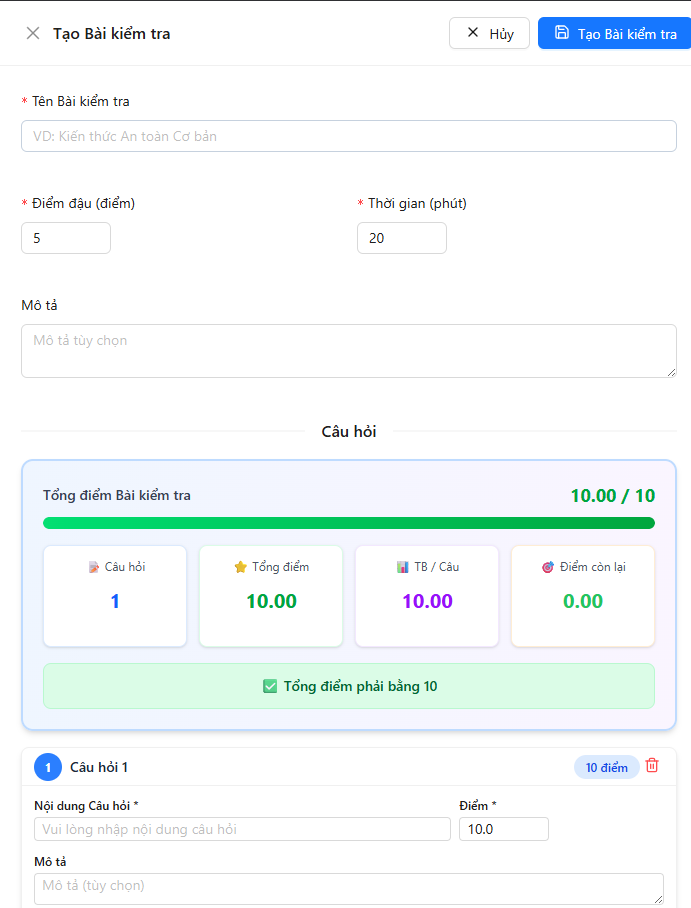 Tạo Bài kiểm tra
Hủy
Tạo Bài kiểm tra
* Tên Bài kiểm tra
VD: Kiến thức An toàn Cơ bản
* Điểm đậu (điểm)
* Thời gian (phút)
5
20
Mô tả
Mô tả tùy chọn
Câu hỏi
Tổng điểm Bài kiểm tra
10.00 / 10
Câu hỏi
Tổng điểm
TB / Câu
Điểm còn lại
1
10.00
10.00
0.00
Tổng điểm phải bằng 10
1
Câu hỏi 1
10 điểm
Nội dung Câu hỏi *
Điểm *
Vui lòng nhập nội dung câu hỏi
10.0
Mô tả
Mô tả (tùy chọn)